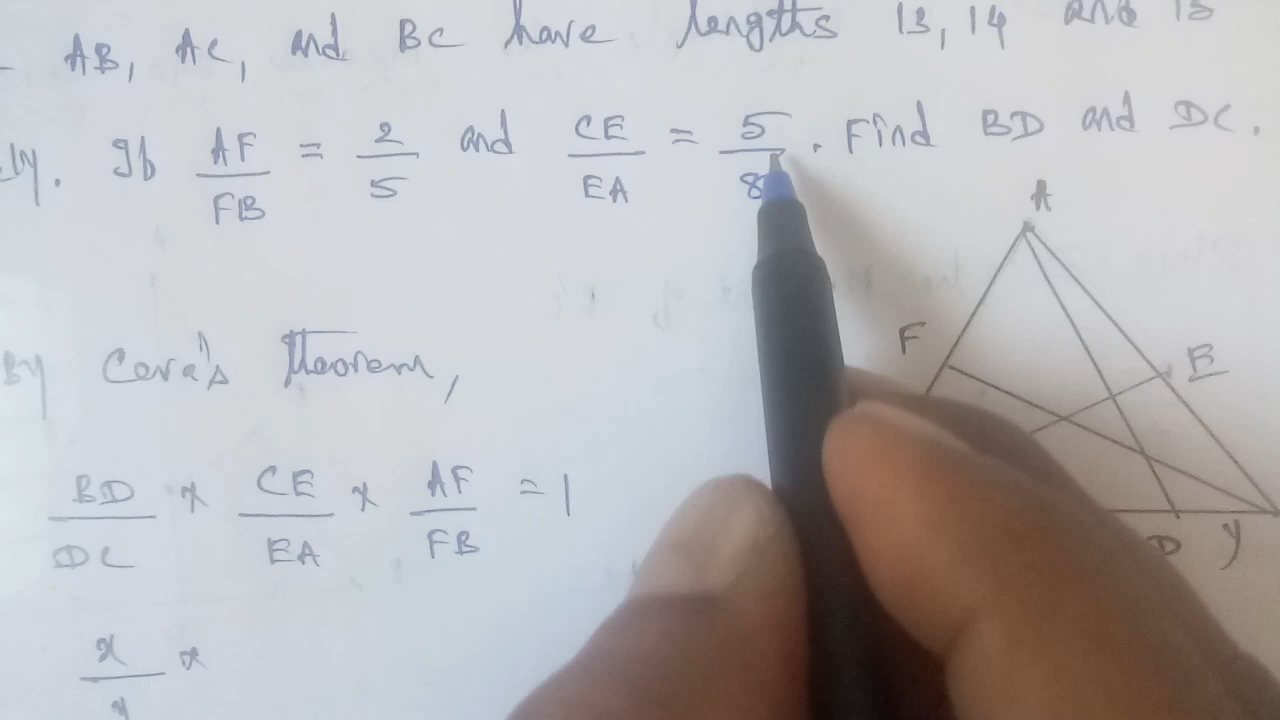 AB, AC, and BC have lengths 13, 14 and 15
ly. If AF/FB = 2/5 and CE/EA = 5/8. Find BD and DC.
A
F
E
By Ceva's Theorem,
BD/DC × CE/EA × AF/FB = 1
D y
x/y ×